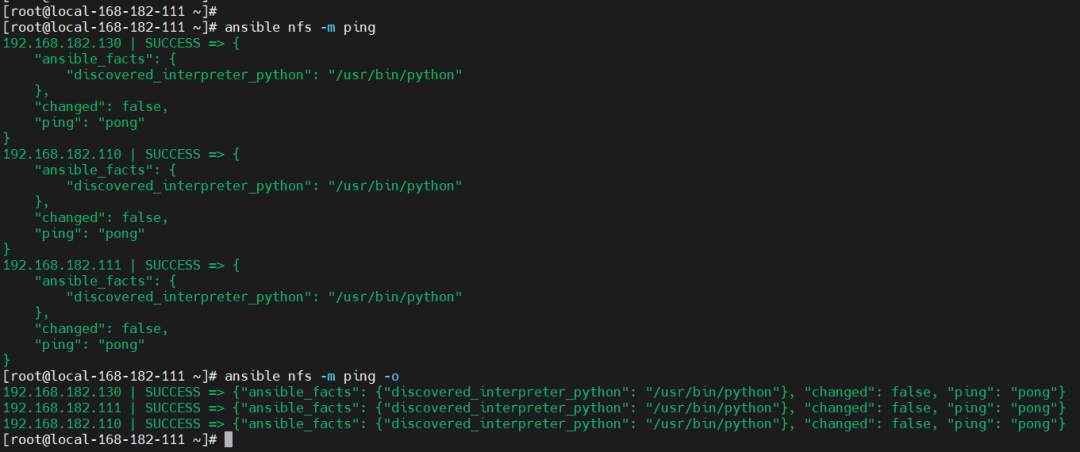 [root@local-168-182-111 ~]#
[root@local-168-182-111 ~]# ansible nfs -m ping
192.168.182.130 | SUCCESS => {
    "ansible_facts": {
        "discovered_interpreter_python": "/usr/bin/python"
    },
    "changed": false,
    "ping": "pong"
}
192.168.182.110 | SUCCESS => {
    "ansible_facts": {
        "discovered_interpreter_python": "/usr/bin/python"
    },
    "changed": false,
    "ping": "pong"
}
192.168.182.111 | SUCCESS => {
    "ansible_facts": {
        "discovered_interpreter_python": "/usr/bin/python"
    },
    "changed": false,
    "ping": "pong"
}
[root@local-168-182-111 ~]# ansible nfs -m ping -o
192.168.182.130 | SUCCESS => {"ansible_facts": {"discovered_interpreter_python": "/usr/bin/python"}, "changed": false, "ping": "pong"}
192.168.182.111 | SUCCESS => {"ansible_facts": {"discovered_interpreter_python": "/usr/bin/python"}, "changed": false, "ping": "pong"}
192.168.182.110 | SUCCESS => {"ansible_facts": {"discovered_interpreter_python": "/usr/bin/python"}, "changed": false, "ping": "pong"}
[root@local-168-182-111 ~]#